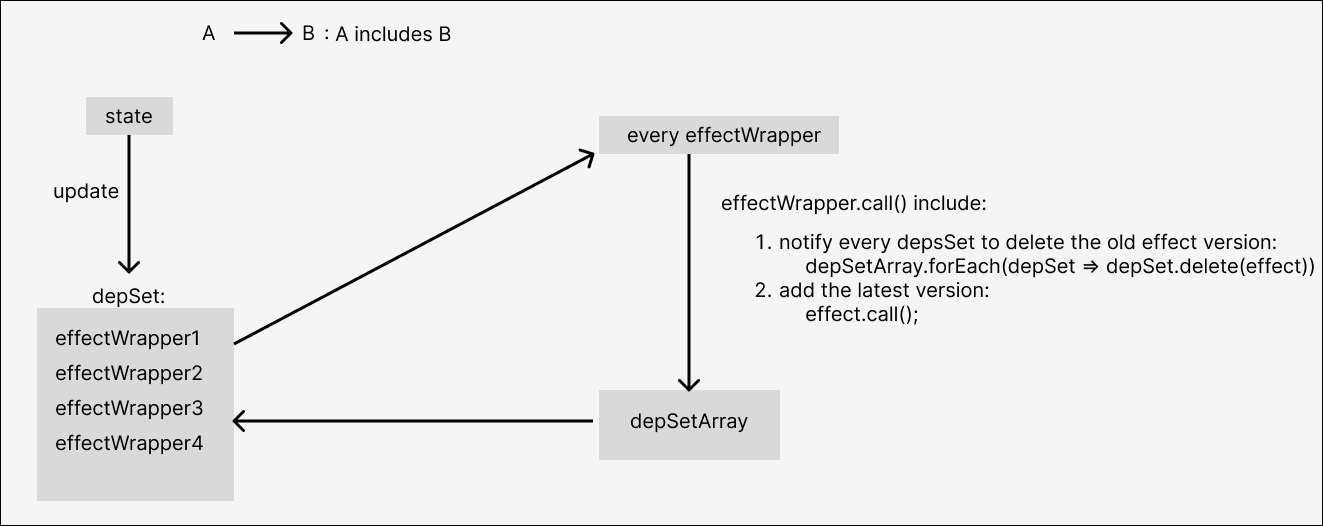 A B : A includes B
state
every effectWrapper
update
effectWrapper.call() include:
1. notify every depsSet to delete the old effect version:
depSetArray.forEach(depSet => depSet.delete(effect))
2. add the latest version:
effect.call();
depSet:
effectWrapper1
effectWrapper2
effectWrapper3
effectWrapper4
depSetArray